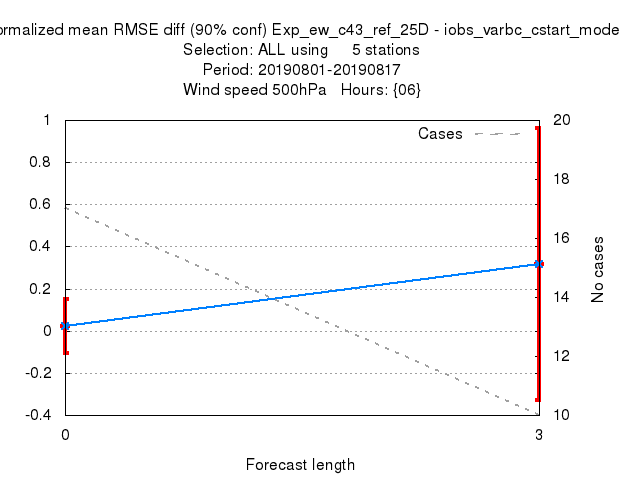 ormalized mean RMSE diff (90% conf) Exp_ew_c43_ref_25D - iobs_varbc_cstart_mode
Selection: ALL using 5 stations
Period: 20190801-20190817
Wind speed 500hPa Hours: {06}
Cases
1
0.8
0.6
0.4
0.2
0
-0.2
-0.4
20
18
16
14
12
10
No cases
0
3
Forecast length